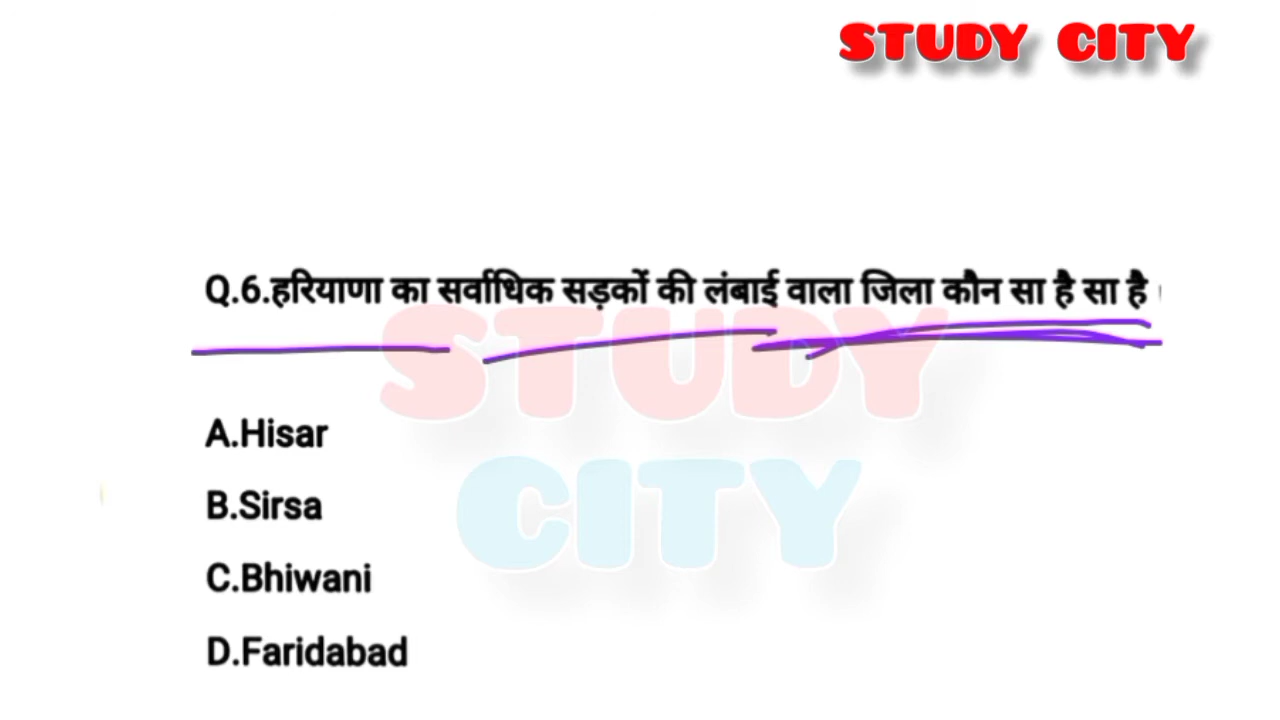 STUDY CITY
Q.6.हरियाणा का सर्वाधिक सड़कों की लंबाई वाला जिला कौन सा है सा है
STUDY
CITY
A.Hisar
B.Sirsa
C.Bhiwani
D.Faridabad